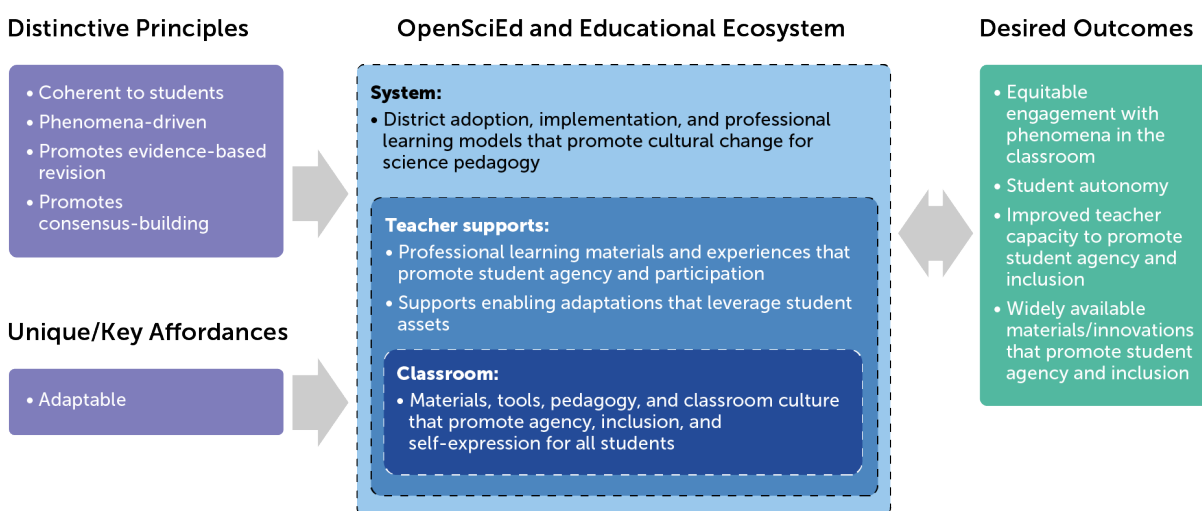 Distinctive Principles
• Coherent to students
• Phenomena-driven
• Promotes evidence-based
revision
• Promotes
consensus-building
Unique/Key Affordances
• Adaptable
OpenSciEd and Educational Ecosystem
System:
• District adoption, implementation, and professional
learning models that promote cultural change for
science pedagogy
Teacher supports:
• Professional learning materials and experiences that
promote student agency and participation
• Supports enabling adaptations that leverage student
assets
Classroom:
• Materials, tools, pedagogy, and classroom culture
that promote agency, inclusion, and
self-expression for all students
Desired Outcomes
• Equitable
engagement with
phenomena in the
classroom
• Student autonomy
• Improved teacher
capacity to promote
student agency and
inclusion
• Widely available
materials/innovations
that promote student
agency and inclusion